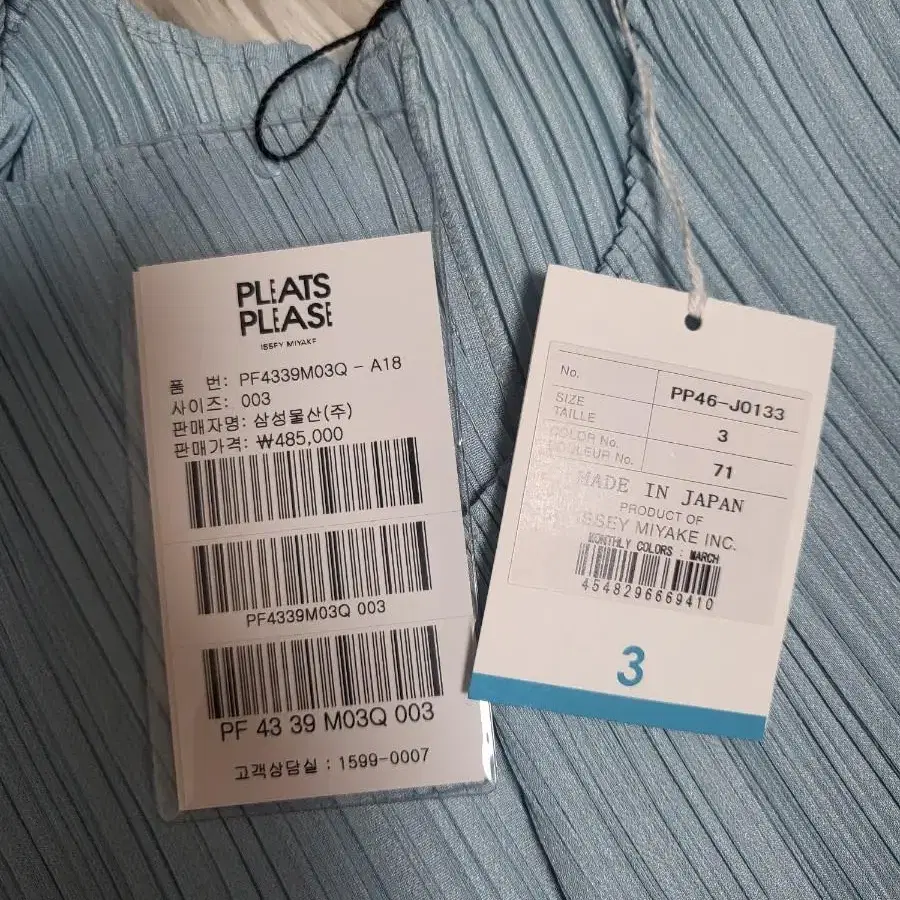 PLEATS
PLEASE
ISSEY MIYAKE
품 번: PF4339M03Q - A18
사이즈: 003
판매자명: 삼성물산(주)
판매가격: ₩485,000
PF4339M03Q 003
PF 43 39 M03Q 003
고객상담실 : 1599-0007
No. PP46-J0133
SIZE
TAILLE 3
COLOR No.
COULEUR No. 71
MADE IN JAPAN
PRODUCT OF
ISSEY MIYAKE INC.
MONTHLY COLORS : MARCH
4548296669410
3